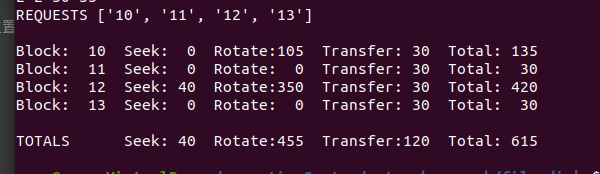 REQUESTS ['10', '11', '12', '13']
Block:  10  Seek:  0  Rotate:105  Transfer: 30  Total: 135
Block:  11  Seek:  0  Rotate:  0  Transfer: 30  Total:  30
Block:  12  Seek: 40  Rotate:350  Transfer: 30  Total: 420
Block:  13  Seek:  0  Rotate:  0  Transfer: 30  Total:  30
TOTALS      Seek: 40  Rotate:455  Transfer:120  Total: 615